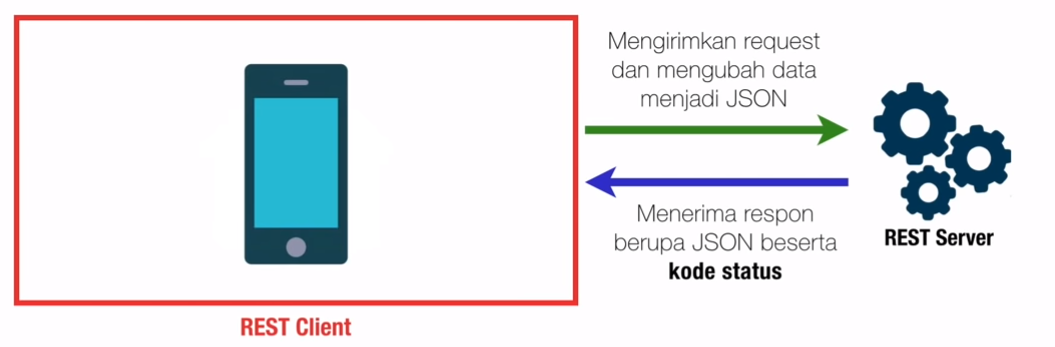 Mengirimkan request
dan mengubah data
menjadi JSON
Menerima respon
berupa JSON beserta
kode status
REST Server
REST Client